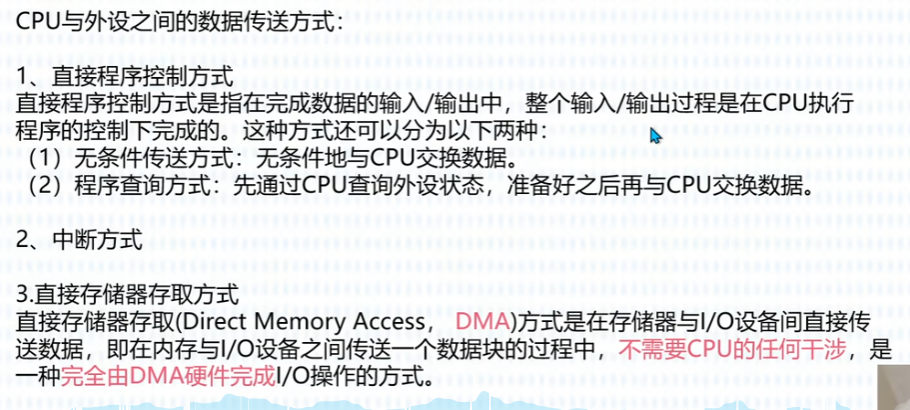 CPU与外设之间的数据传送方式：
1、直接程序控制方式
直接程序控制方式是指在完成数据的输入/输出中，整个输入/输出过程是在CPU执行
程序的控制下完成的。这种方式还可以分为以下两种：
（1）无条件传送方式：无条件地与CPU交换数据。
（2）程序查询方式：先通过CPU查询外设状态，准备好之后再与CPU交换数据。
2、中断方式
3.直接存储器存取方式
直接存储器存取(Direct Memory Access， DMA)方式是在存储器与I/O设备间直接传
送数据，即在内存与I/O设备之间传送一个数据块的过程中，不需要CPU的任何干涉，是
一种完全由DMA硬件完成I/O操作的方式。